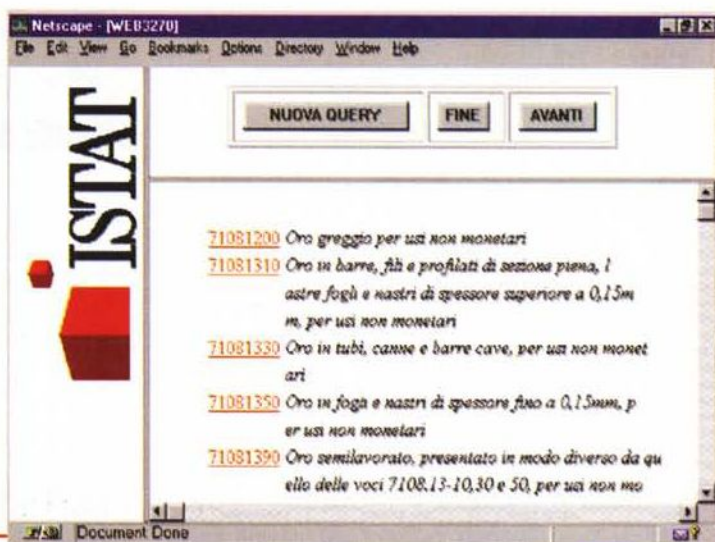 Netscape - [WEB3270]
File Edit View Go Bookmarks Options Directory Window Help
ISTAT
NUOVA QUERY FINE AVANTI
71081200 Oro greggio per usi non monetari
71081310 Oro in barre, fili e profilati di sezione piena, l
astre fogli e nastri di spessore superiore a 0,15m
m, per usi non monetari
71081330 Oro in tubi, canne e barre cave, per usi non monet
ari
71081350 Oro in fogli e nastri di spessore fino a 0,15mm, p
er usi non monetari
71081390 Oro semilavorato, presentato in modo diverso da qu
ello delle voci 7108.13-10,30 e 50, per usi non mo
Document Done